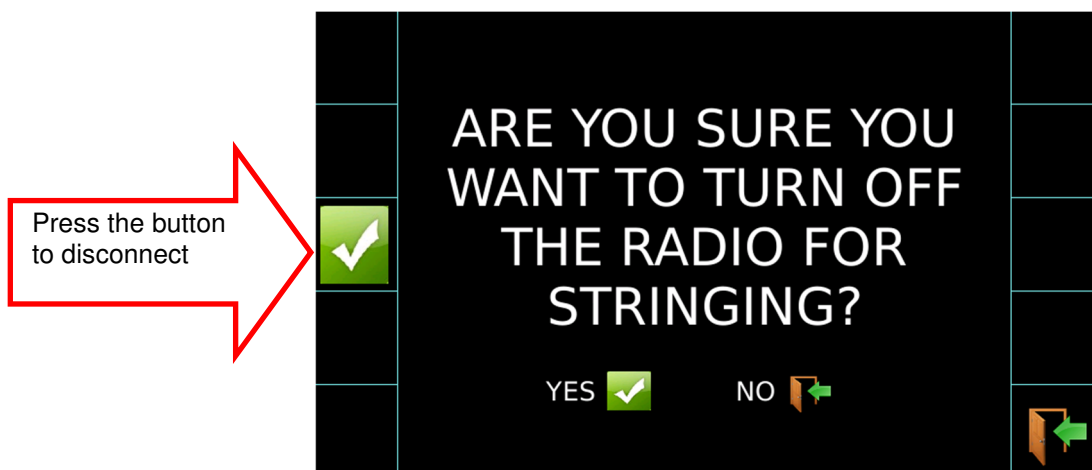 Press the button
to disconnect
ARE YOU SURE YOU
WANT TO TURN OFF
THE RADIO FOR
STRINGING?
YES NO